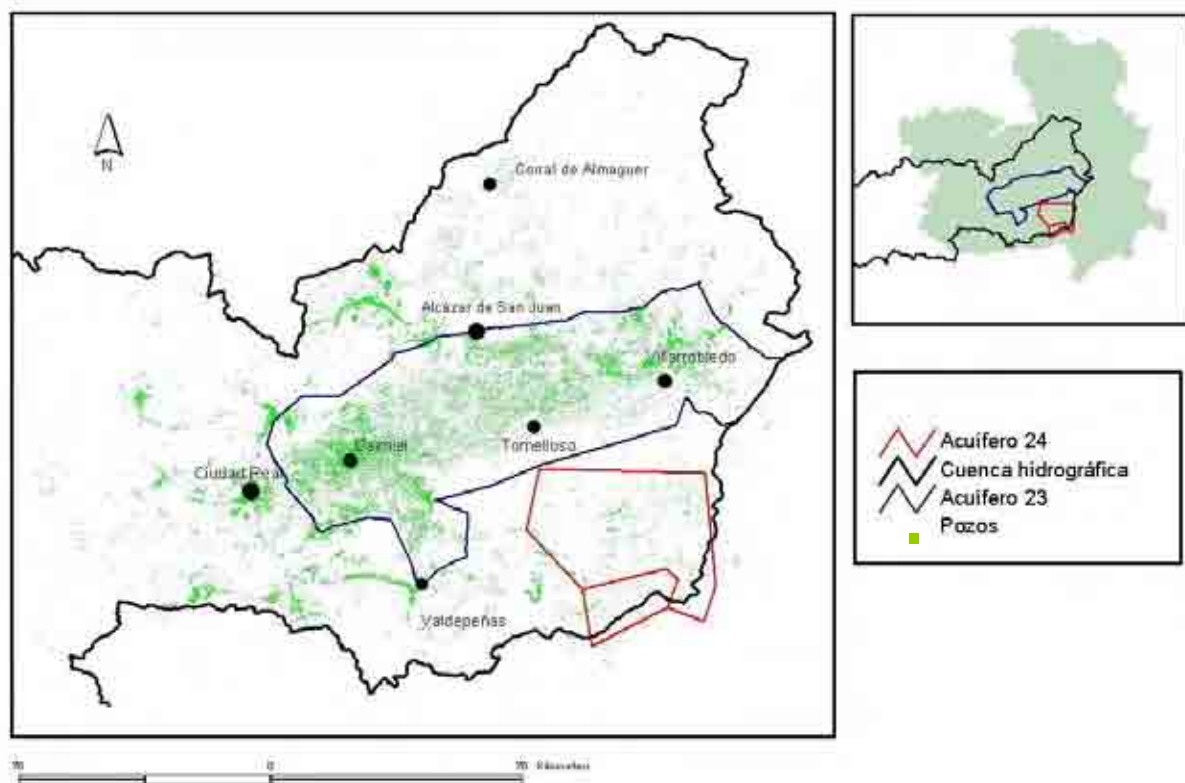 N
Corral de Almaguer
Alcázar de San Juan
Villarrobledo
Tomelloso
Daimiel
Ciudad Real
Valdepeñas
Acuífero 24
Cuenca hidrográfica
Acuífero 23
Pozos
0